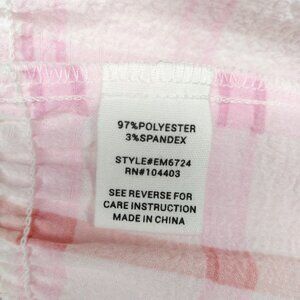 97%POLYESTER
3%SPANDEX
STYLE#EM6724
RN#104403
SEE REVERSE FOR
CARE INSTRUCTION
MADE IN CHINA